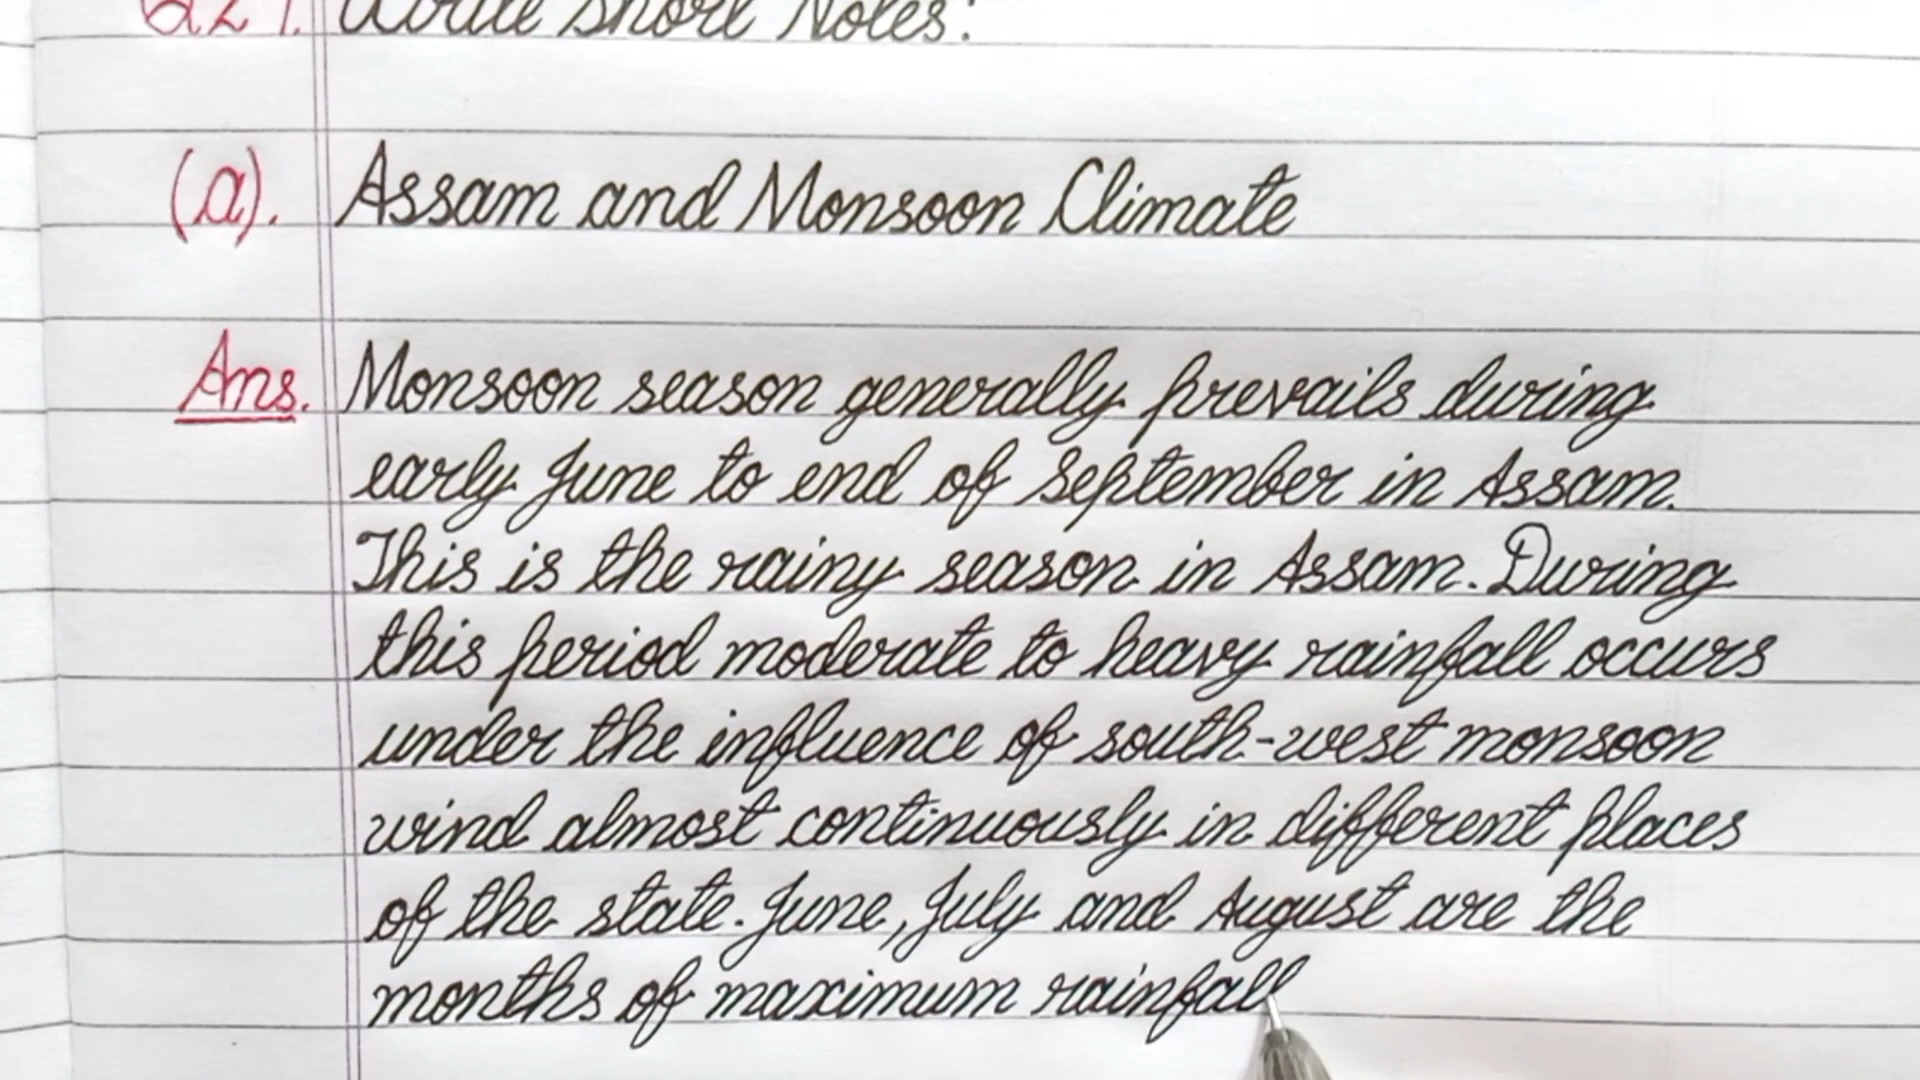 Write Short Notes:
(a). Assam and Monsoon Climate
Ans. Monsoon season generally prevails during
early June to end of September in Assam.
This is the rainy season in Assam. During
this period moderate to heavy rainfall occurs
under the influence of south-west monsoon
wind almost continuously in different places
of the state. June, July and August are the
months of maximum rainfall